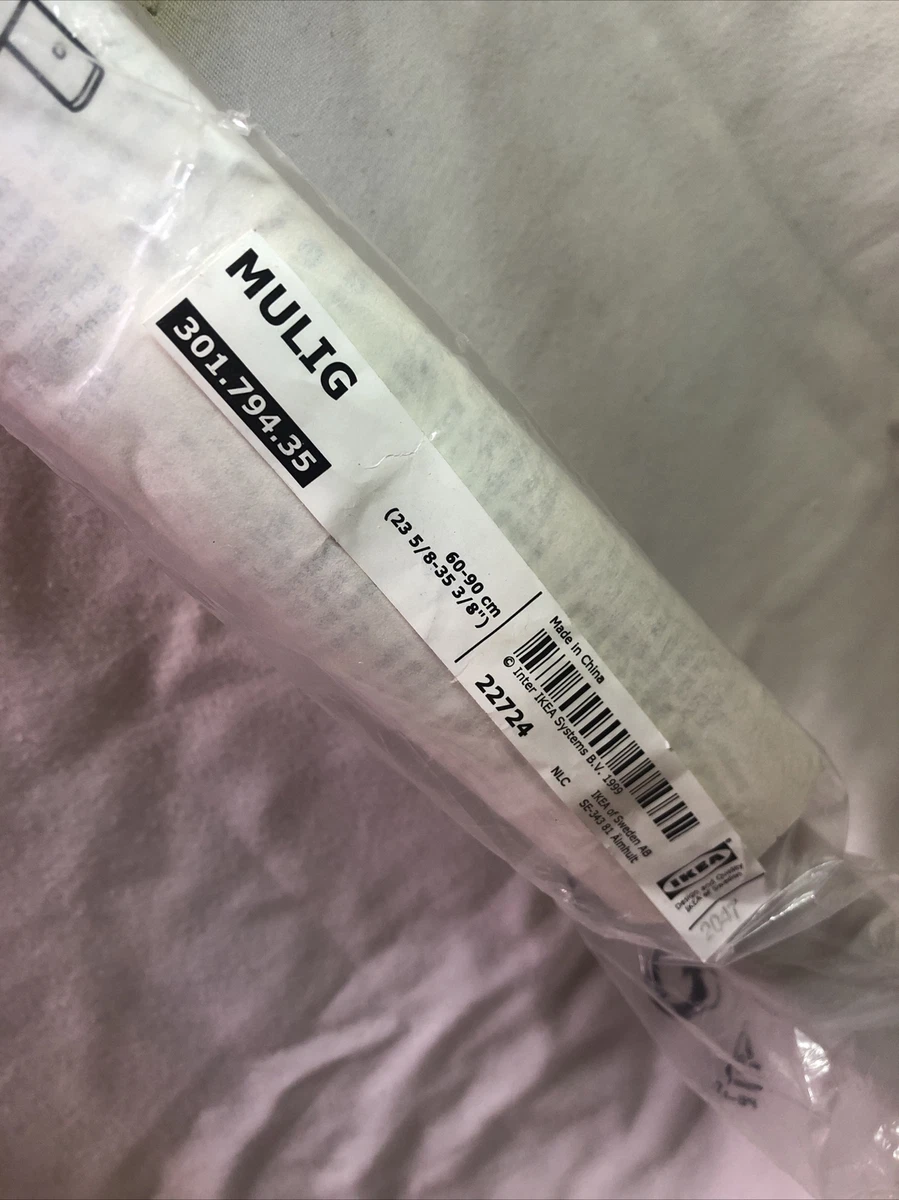 MULIG
301.794.35
60-90 cm
(23 5/8-35 3/8")
Made in China
© Inter IKEA Systems B.V. 1999
22724
NLC
IKEA of Sweden AB
SE-343 81 Älmhult
IKEA
Design and Quality
IKEA of Sweden
2047